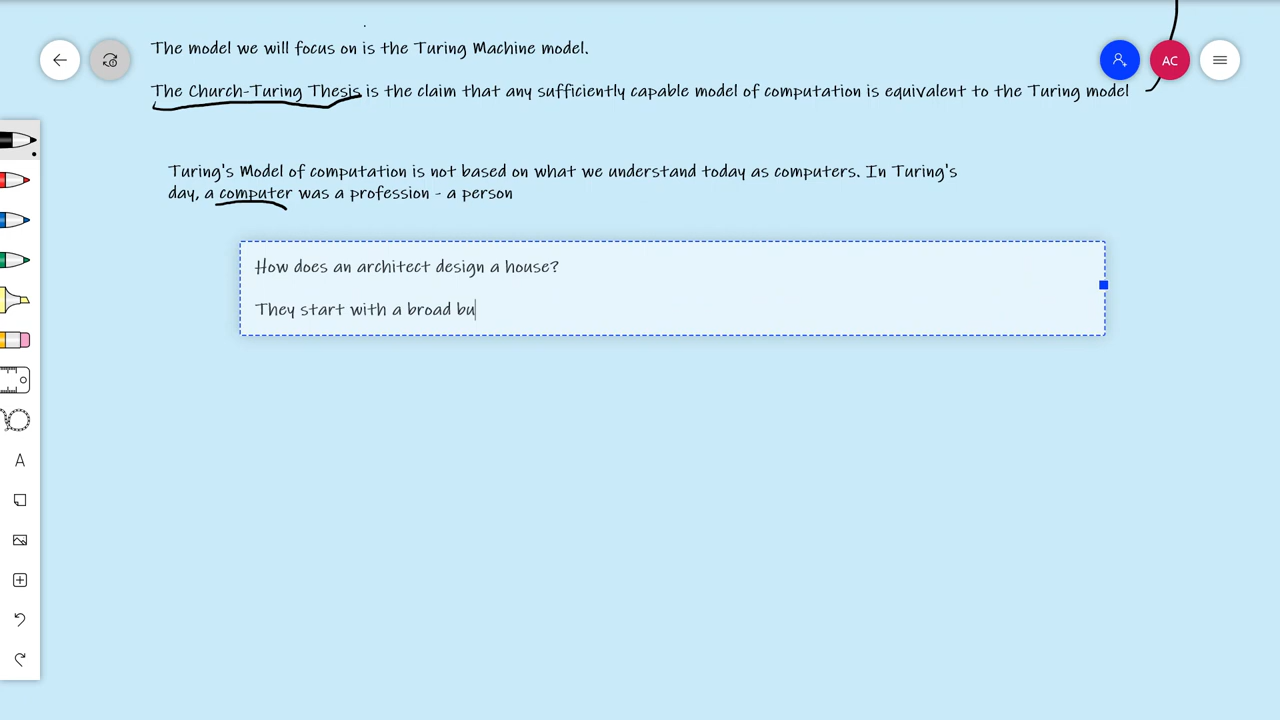 The model we will focus on is the Turing Machine model.
The Church-Turing Thesis is the claim that any sufficiently capable model of computation is equivalent to the Turing model
AC
Turing's Model of computation is not based on what we understand today as computers. In Turing's
day, a computer was a profession - a person
How does an architect design a house?
They start with a broad bu
A